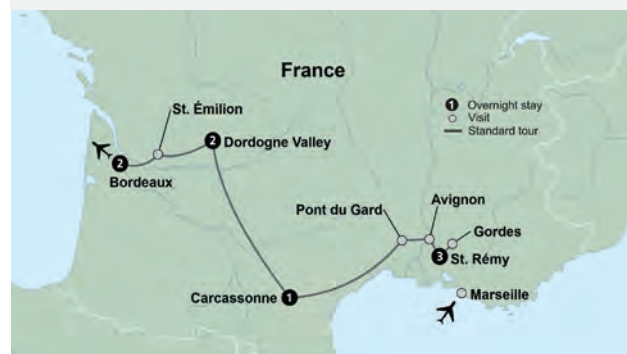 France
1 Overnight stay
Visit
Standard tour
St. Émilion
2 Dordogne Valley
2
Bordeaux
Avignon
Pont du Gard
Gordes
3 St. Rémy
Carcassonne 1
Marseille